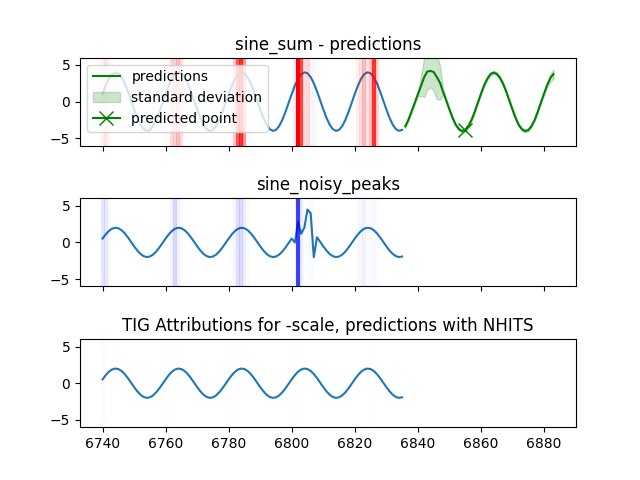 sine_sum - predictions
5
0
−5
predictions
standard deviation
predicted point
sine_noisy_peaks
5
0
−5
TIG Attributions for -scale, predictions with NHITS
5
0
−5
6740 6760 6780 6800 6820 6840 6860 6880